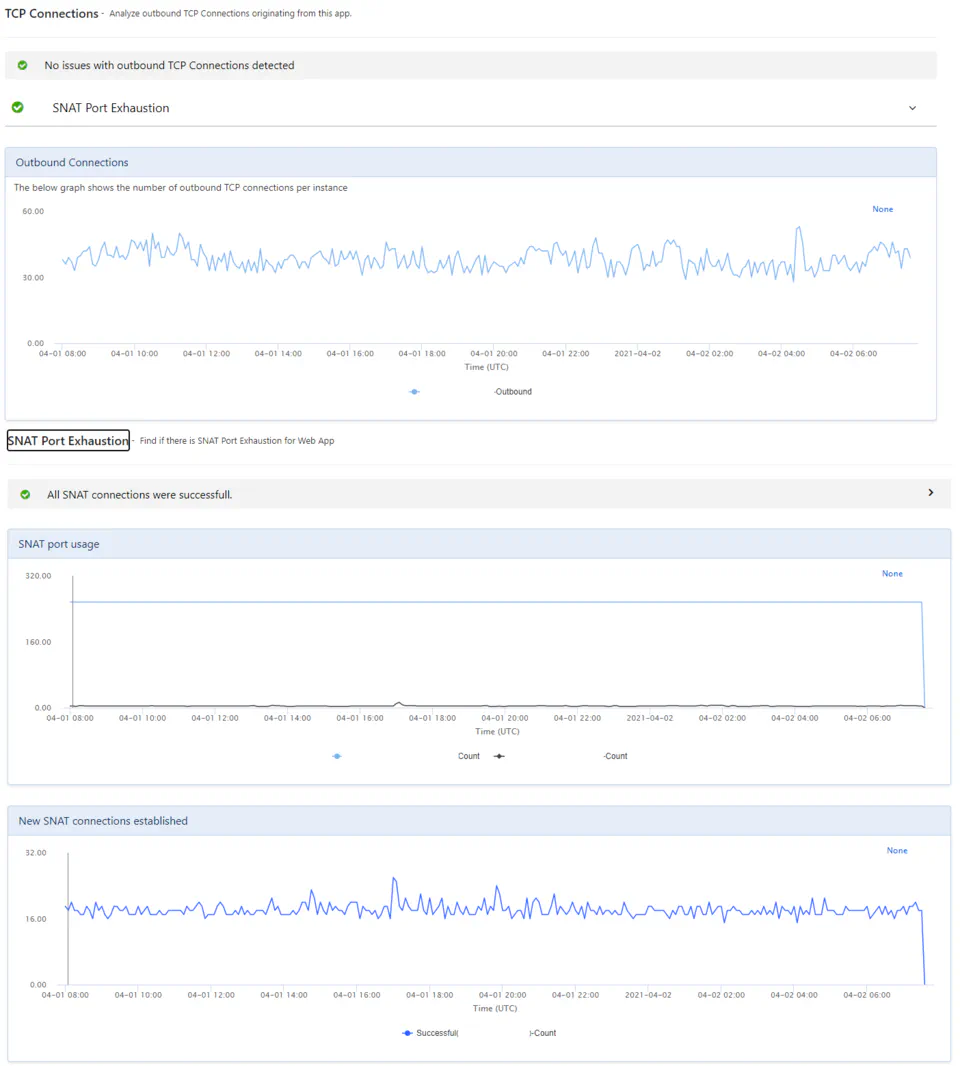 TCP Connections - Analyze outbound TCP Connections originating from this app.
No issues with outbound TCP Connections detected
SNAT Port Exhaustion
Outbound Connections
The below graph shows the number of outbound TCP connections per instance
None
60.00
30.00
0.00
04-01 08:00 04-01 10:00 04-01 12:00 04-01 14:00 04-01 16:00 04-01 18:00 04-01 20:00 04-01 22:00 2021-04-02 04-02 02:00 04-02 04:00 04-02 06:00
Time (UTC)
-Outbound
SNAT Port Exhaustion - Find if there is SNAT Port Exhaustion for Web App
All SNAT connections were successfull.
SNAT port usage
None
320.00
160.00
0.00
04-01 08:00 04-01 10:00 04-01 12:00 04-01 14:00 04-01 16:00 04-01 18:00 04-01 20:00 04-01 22:00 2021-04-02 04-02 02:00 04-02 04:00 04-02 06:00
Time (UTC)
Count -Count
New SNAT connections established
None
32.00
16.00
0.00
04-01 08:00 04-01 10:00 04-01 12:00 04-01 14:00 04-01 16:00 04-01 18:00 04-01 20:00 04-01 22:00 2021-04-02 04-02 02:00 04-02 04:00 04-02 06:00
Time (UTC)
Successful( )-Count